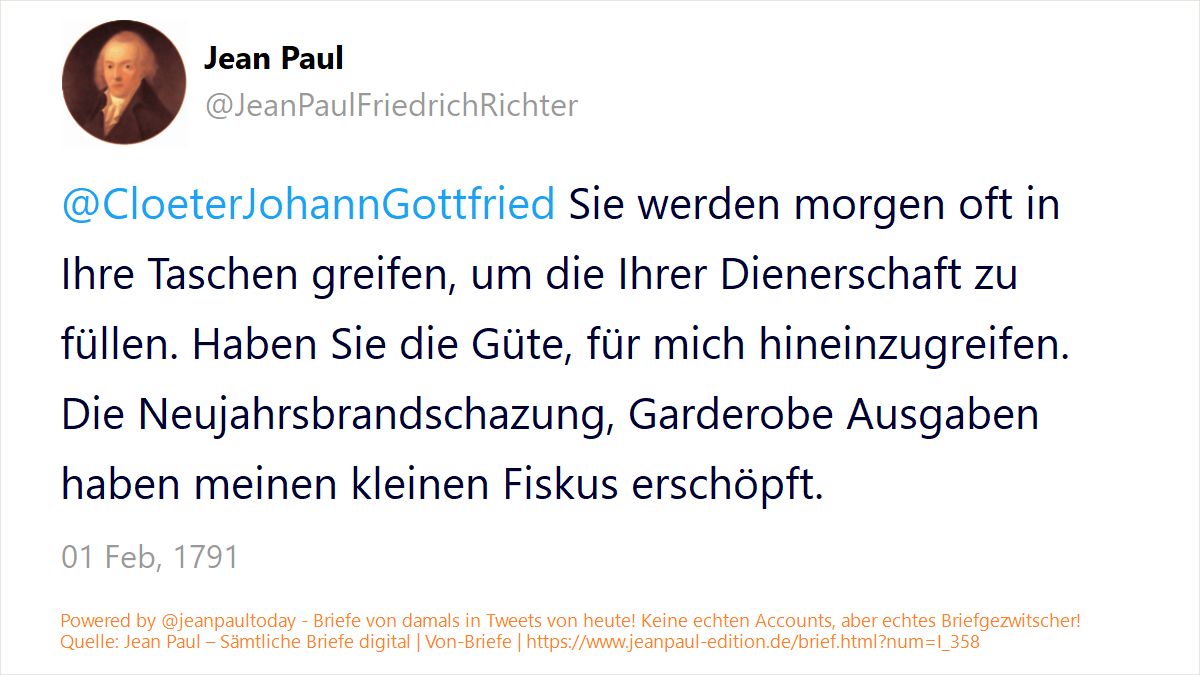 Jean Paul
@JeanPaulFriedrichRichter
@CloeterJohannGottfried Sie werden morgen oft in
Ihre Taschen greifen, um die Ihrer Dienerschaft zu
füllen. Haben Sie die Güte, für mich hineinzugreifen.
Die Neujahrsbrandschazung, Garderobe Ausgaben
haben meinen kleinen Fiskus erschöpft.
01 Feb, 1791
Powered by @jeanpaultoday - Briefe von damals in Tweets von heute! Keine echten Accounts, aber echtes Briefgezwitscher!
Quelle: Jean Paul – Sämtliche Briefe digital | Von-Briefe | https://www.jeanpaul-edition.de/brief.html?num=I_358